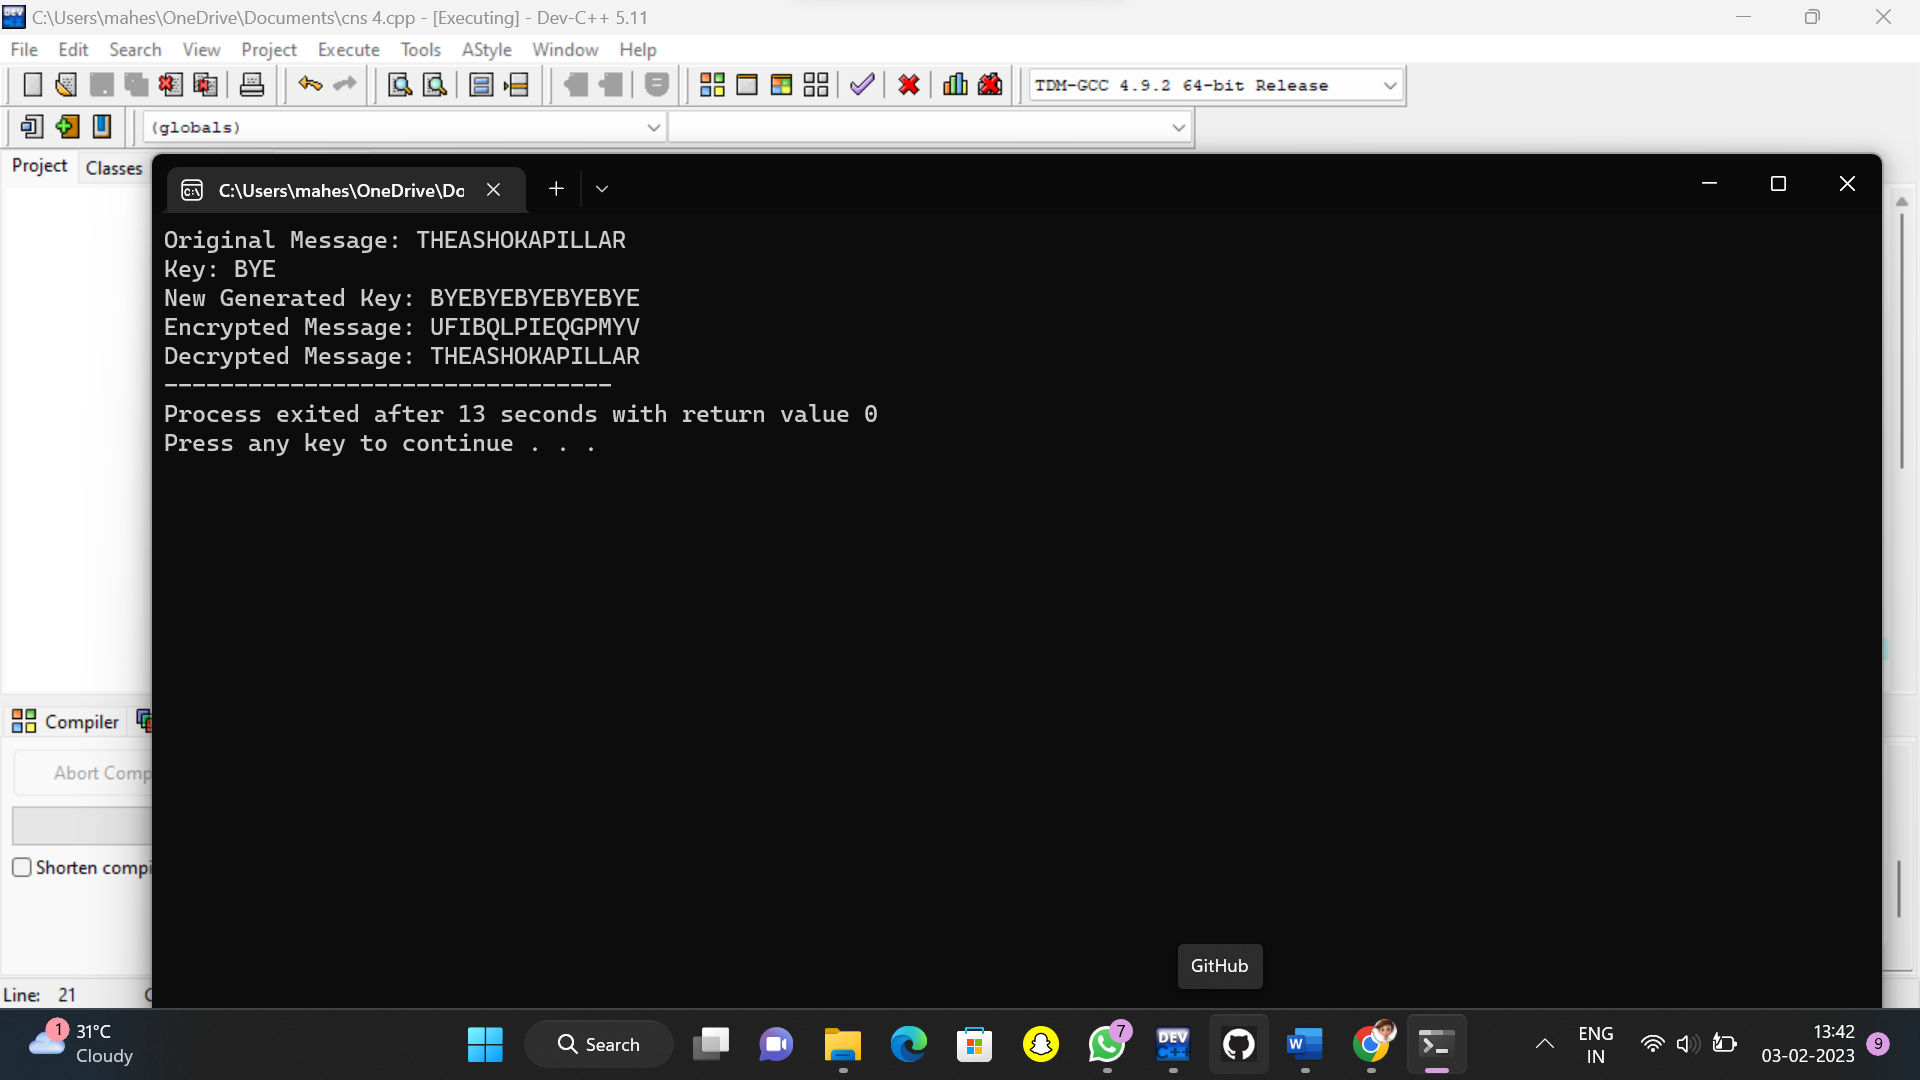 C:\Users\mahes\OneDrive\Documents\cns 4.cpp - [Executing] - Dev-C++ 5.11
File Edit Search View Project Execute Tools AStyle Window Help
TDM-GCC 4.9.2 64-bit Release
(globals)
Project Classes
C:\Users\mahes\OneDrive\Do
Original Message: THEASHOKAPILLAR
Key: BYE
New Generated Key: BYEBYEBYEBYEBYE
Encrypted Message: UFIBQLPIEQGPMYV
Decrypted Message: THEASHOKAPILLAR
--------------------------------
Process exited after 13 seconds with return value 0
Press any key to continue . . .
Compiler
Abort Comp
Shorten compi
GitHub
Line: 21
1 31°C
Cloudy
Search
7
DEV
C++
W
ENG
IN
13:42
03-02-2023
9